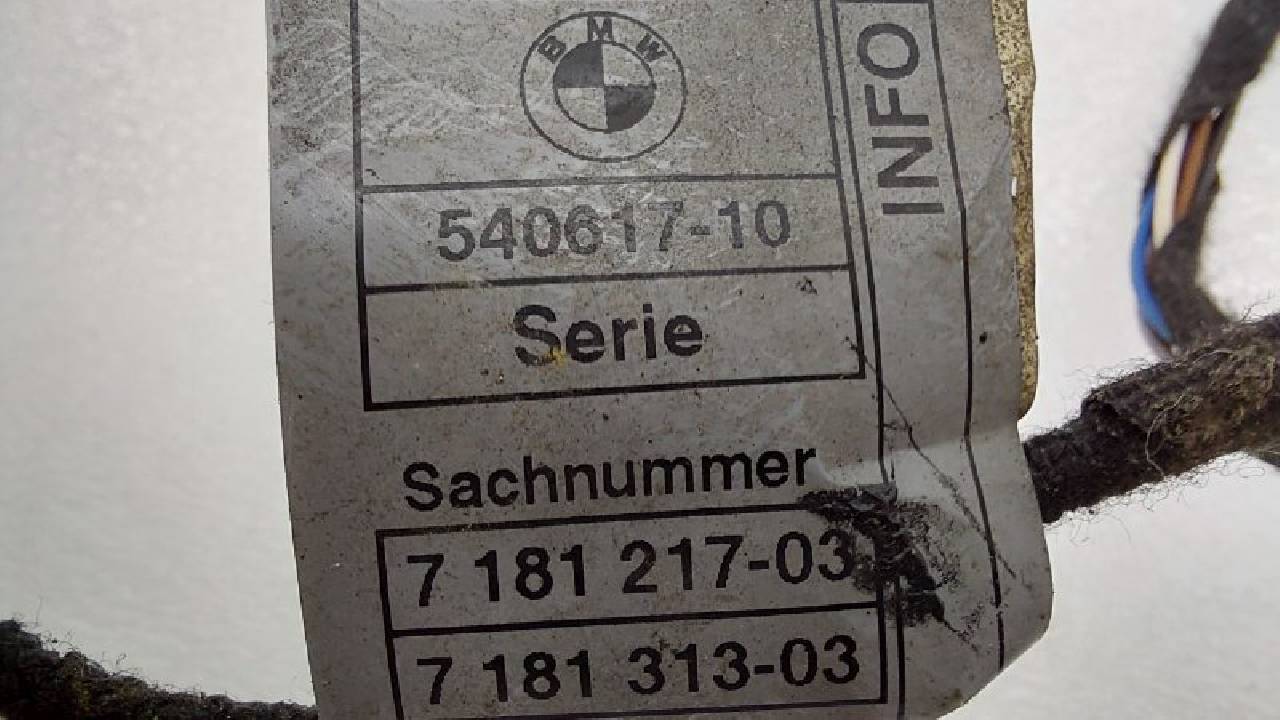 BMW
INFO
540617-10
Serie
Sachnummer
7 181 217-03
7 181 313-03